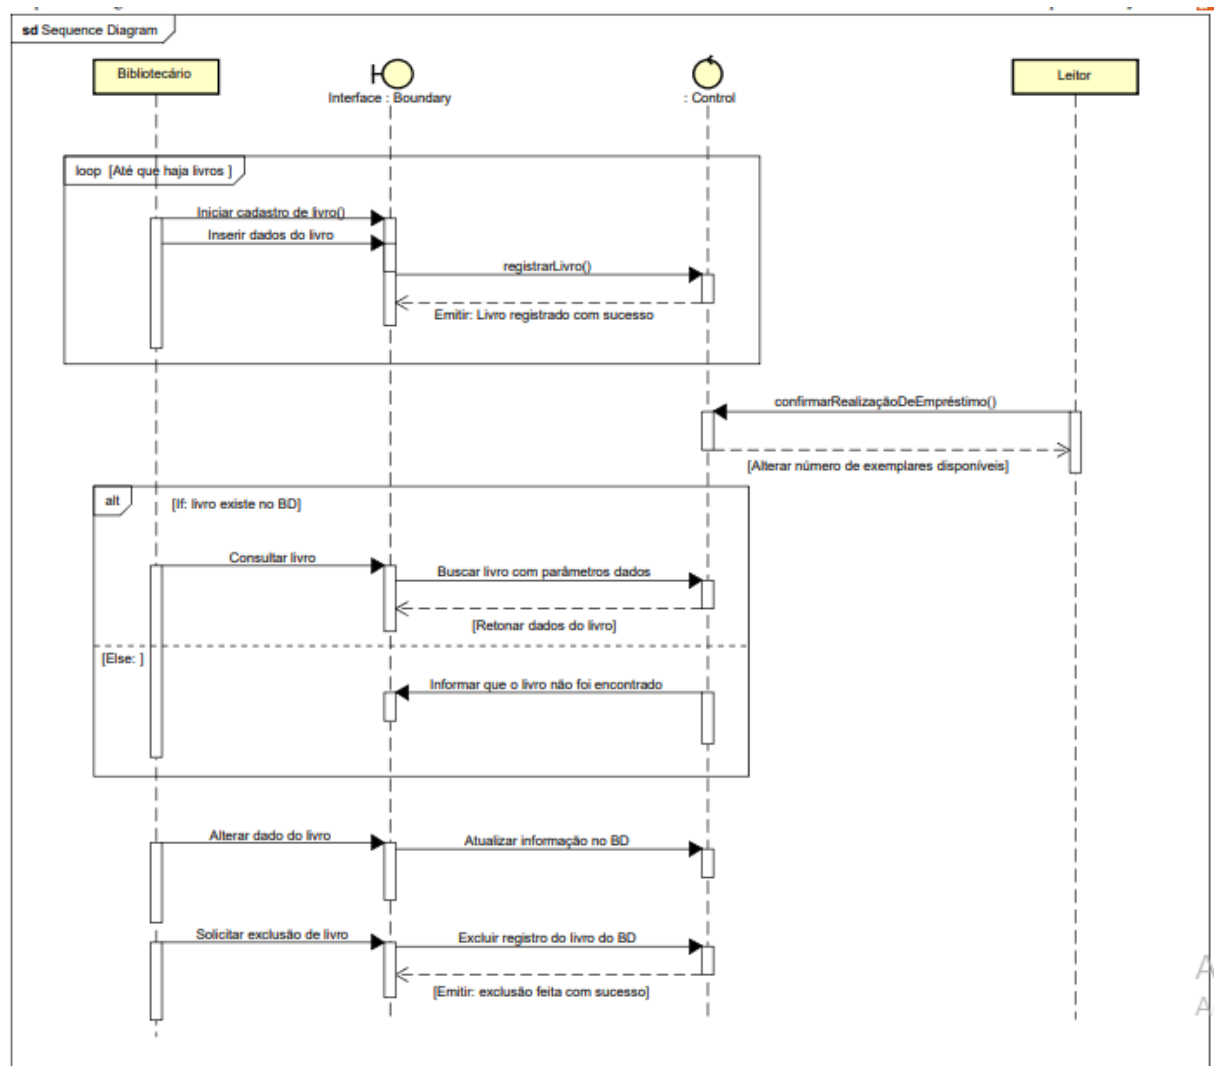 sd Sequence Diagram
Bibliotecário
Interface : Boundary
: Control
Leitor
loop [Até que haja livros ]
Iniciar cadastro de livro()
Inserir dados do livro
registrarLivro()
Emitir: Livro registrado com sucesso
confirmarRealizaçãoDeEmpréstimo()
[Alterar número de exemplares disponíveis]
alt
[If: livro existe no BD]
Consultar livro
Buscar livro com parâmetros dados
[Retonar dados do livro]
[Else: ]
Informar que o livro não foi encontrado
Alterar dado do livro
Atualizar informação no BD
Solicitar exclusão de livro
Excluir registro do livro do BD
[Emitir: exclusão feita com sucesso]